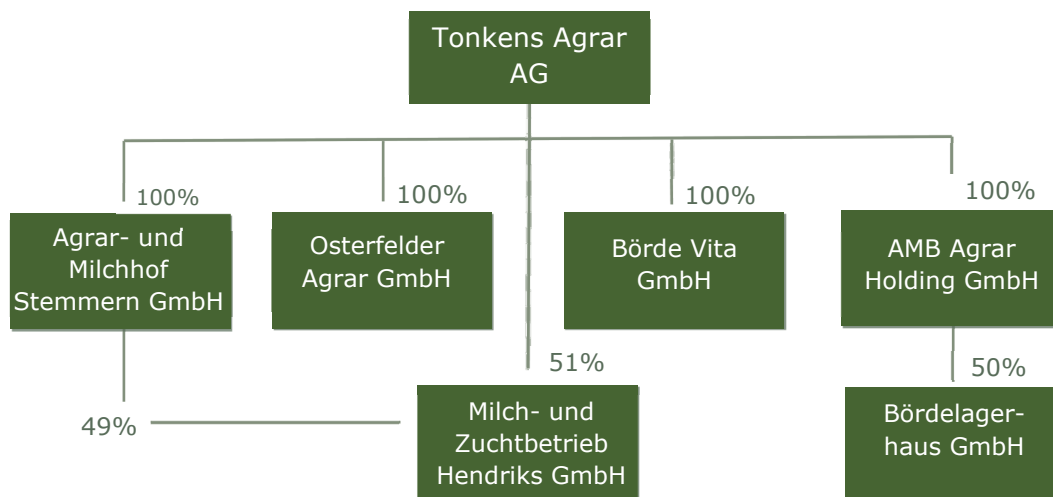 Tonkens Agrar
AG
100%
100%
100%
100%
Agrar- und
Milchhof
Stemmern GmbH
Osterfelder
Agrar GmbH
Börde Vita
GmbH
AMB Agrar
Holding GmbH
49%
51%
50%
Milch- und
Zuchtbetrieb
Hendriks GmbH
Bördelager-
haus GmbH